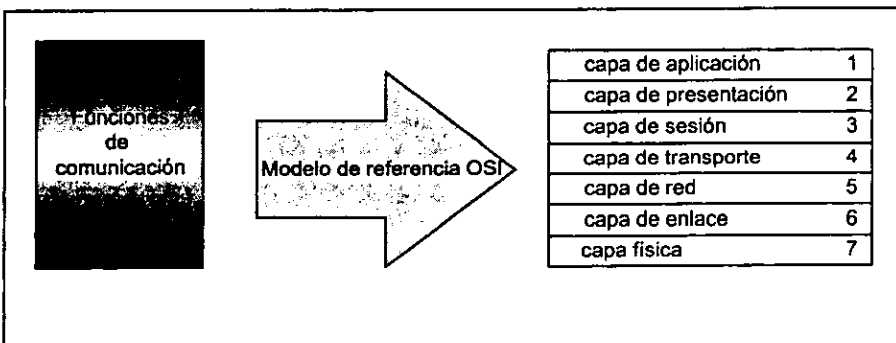 Funciones
de
comunicación
Modelo de referencia OSI
capa de aplicación 1
capa de presentación 2
capa de sesión 3
capa de transporte 4
capa de red 5
capa de enlace 6
capa física 7